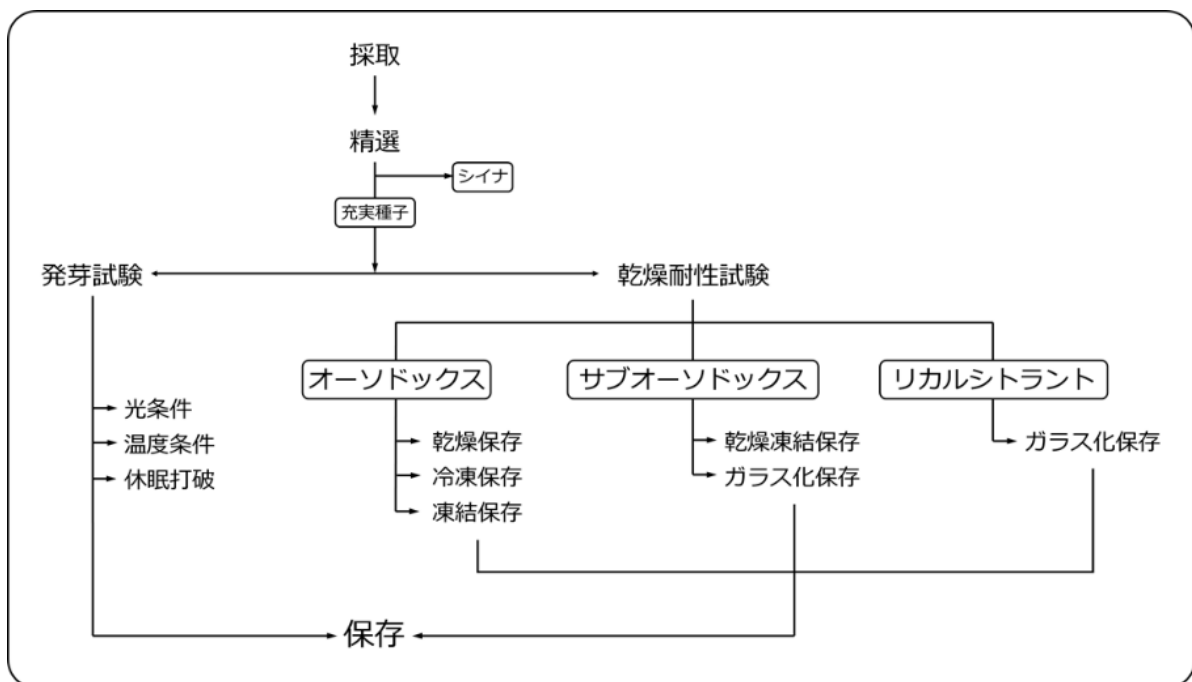 採取
精選
シイナ
充実種子
発芽試験
乾燥耐性試験
オーソドックス
サブオーソドックス
リカルシトラント
光条件
温度条件
休眠打破
乾燥保存
冷凍保存
凍結保存
乾燥凍結保存
ガラス化保存
ガラス化保存
保存